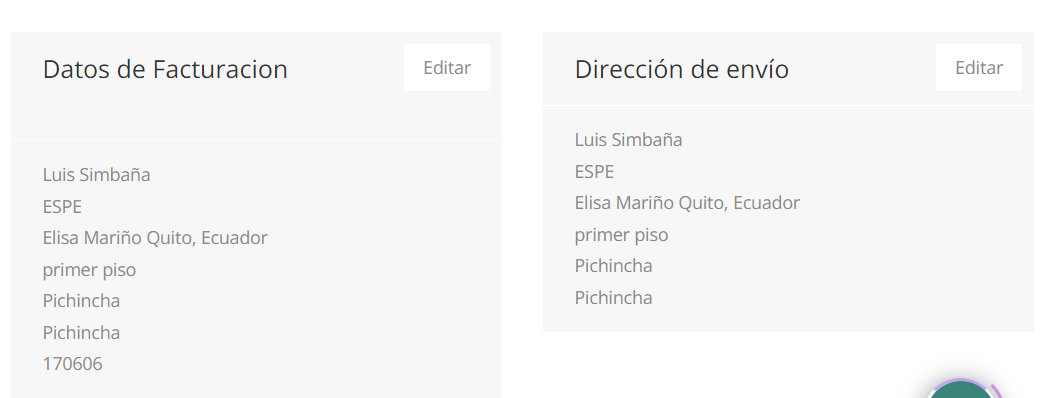 Datos de Facturacion
Editar
Luis Simbaña
ESPE
Elisa Mariño Quito, Ecuador
primer piso
Pichincha
Pichincha
170606
Dirección de envío
Editar
Luis Simbaña
ESPE
Elisa Mariño Quito, Ecuador
primer piso
Pichincha
Pichincha